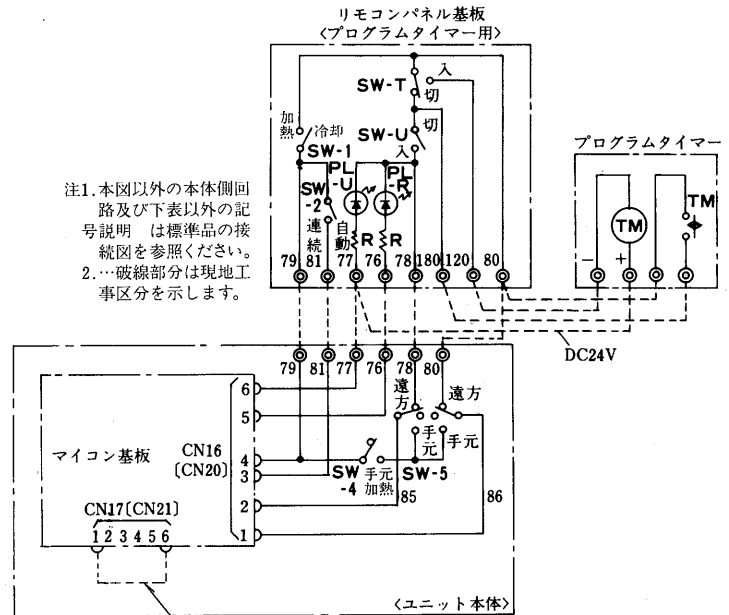 リモコンパネル基板
〈プログラムタイマー用〉
入
SW-T
切
加熱
冷却
SW-U
切
SW-1
入
PL-U
PL-R
SW-2
連続
自動
R
R
79 81 77 76 78 180 120 80
プログラムタイマー
TM
TM
- +
DC24V
注1.本図以外の本体側回
路及び下表以外の記
号説明 は標準品の接
続図を参照ください。
2.…破線部分は現地工
事区分を示します。
79 81 77 76 78 80
遠方
遠方
手元
手元
6
5
マイコン基板
CN16
〔CN20〕
4
3
SW-4
手元
加熱
SW-5
85
86
2
1
CN17〔CN21〕
1 2 3 4 5 6
〈ユニット本体〉